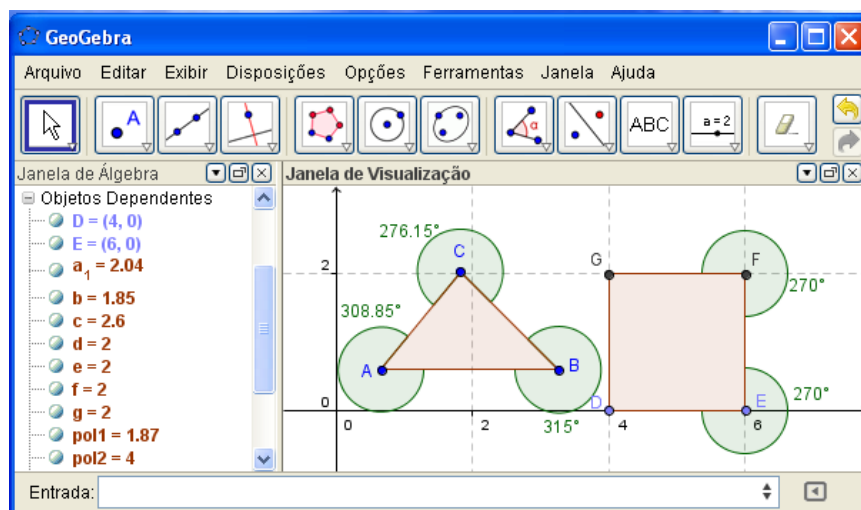 GeoGebra
Arquivo Editar Exibir Disposições Opções Ferramentas Janela Ajuda
A α ABC a = 2
Janela de Álgebra
Objetos Dependentes
D = (4, 0)
E = (6, 0)
a₁ = 2.04
b = 1.85
c = 2.6
d = 2
e = 2
f = 2
g = 2
pol1 = 1.87
pol2 = 4
Janela de Visualização
276.15°
C
G
F
2
270°
308.85°
A
B
D
E
270°
0
315°
0 2 4 6
Entrada: